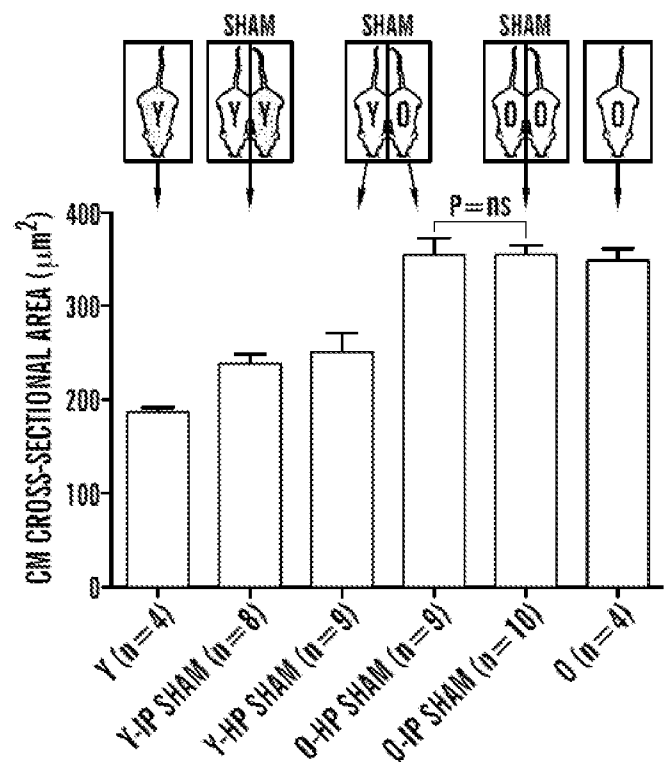 SHAM
SHAM
SHAM
Y
Y Y
Y O
O O
O
P=ns
CM CROSS-SECTIONAL AREA (μm²)
400
300
200
100
0
Y (n=4)
Y-IP SHAM (n=8)
Y-HP SHAM (n=9)
O-HP SHAM (n=9)
O-IP SHAM (n=10)
O (n=4)